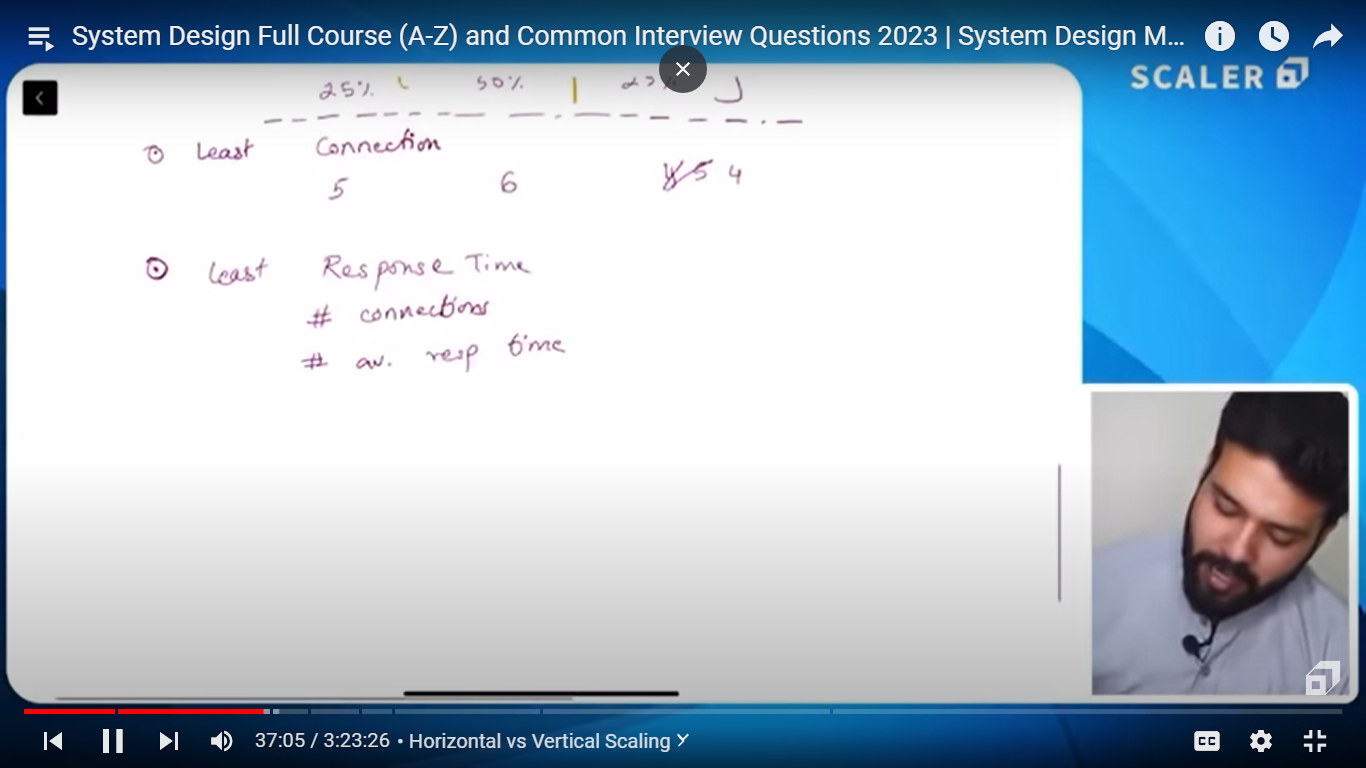 System Design Full Course (A-Z) and Common Interview Questions 2023 | System Design M...
SCALER
25% 50%
Least Connection
5 6 5 4
Least Response Time
# connections
# av. resp time
37:05 / 3:23:26 • Horizontal vs Vertical Scaling
CC